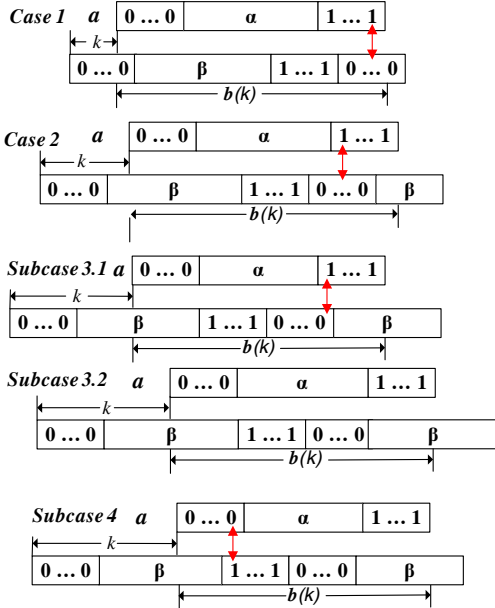 Case 1 a 0 ... 0 α 1 ... 1
k
0 ... 0 β 1 ... 1 0 ... 0
b(k)
Case 2 a 0 ... 0 α 1 ... 1
k
0 ... 0 β 1 ... 1 0 ... 0 β
b(k)
Subcase 3.1 a 0 ... 0 α 1 ... 1
k
0 ... 0 β 1 ... 1 0 ... 0 β
b(k)
Subcase 3.2 a 0 ... 0 α 1 ... 1
k
0 ... 0 β 1 ... 1 0 ... 0 β
b(k)
Subcase 4 a 0 ... 0 α 1 ... 1
k
0 ... 0 β 1 ... 1 0 ... 0 β
b(k)